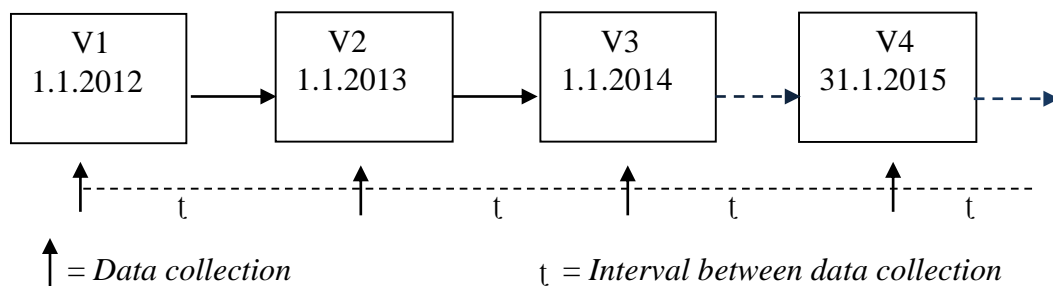 V1
1.1.2012
V2
1.1.2013
V3
1.1.2014
V4
31.1.2015
ƭ ƭ ƭ ƭ
= Data collection
ƭ = Interval between data collection